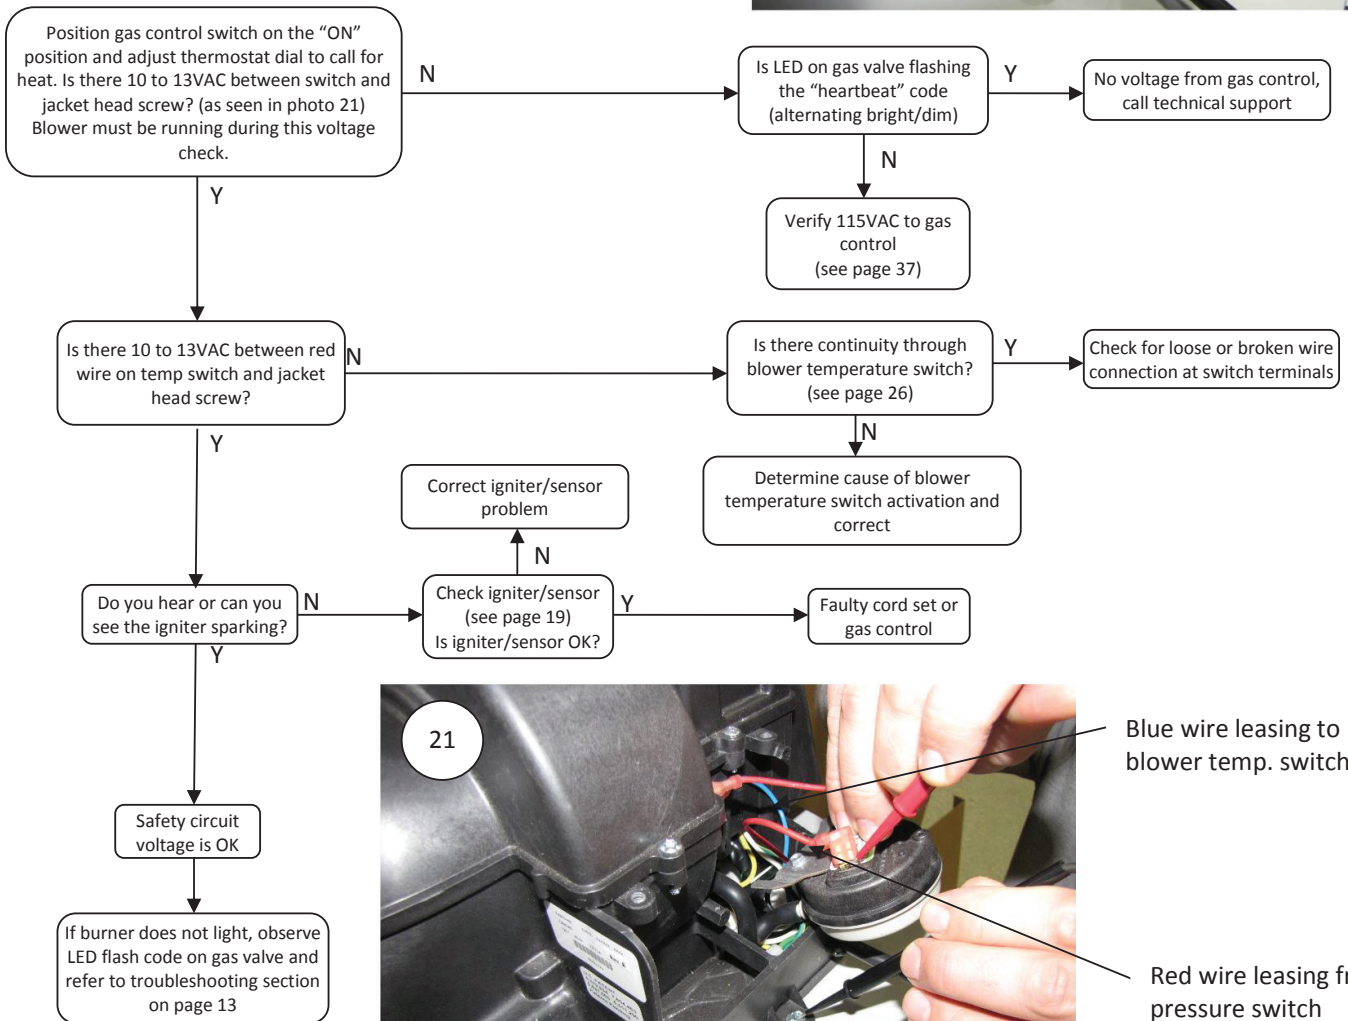 Position gas control switch on the “ON”
position and adjust thermostat dial to call for
heat. Is there 10 to 13VAC between switch and
jacket head screw? (as seen in photo 21)
Blower must be running during this voltage
check.
N
Is LED on gas valve flashing
the “heartbeat” code
(alternating bright/dim)
Y
No voltage from gas control,
call technical support
N
Verify 115VAC to gas
control
(see page 37)
Y
Is there 10 to 13VAC between red
wire on temp switch and jacket
head screw?
N
Is there continuity through
blower temperature switch?
(see page 26)
Y
Check for loose or broken wire
connection at switch terminals
N
Determine cause of blower
temperature switch activation and
correct
Y
Do you hear or can you
see the igniter sparking?
N
Check igniter/sensor
(see page 19)
Is igniter/sensor OK?
N
Correct igniter/sensor
problem
Y
Faulty cord set or
gas control
Y
Safety circuit
voltage is OK
If burner does not light, observe
LED flash code on gas valve and
refer to troubleshooting section
on page 13
21
Blue wire leasing to
blower temp. switch
Red wire leasing
pressure switch